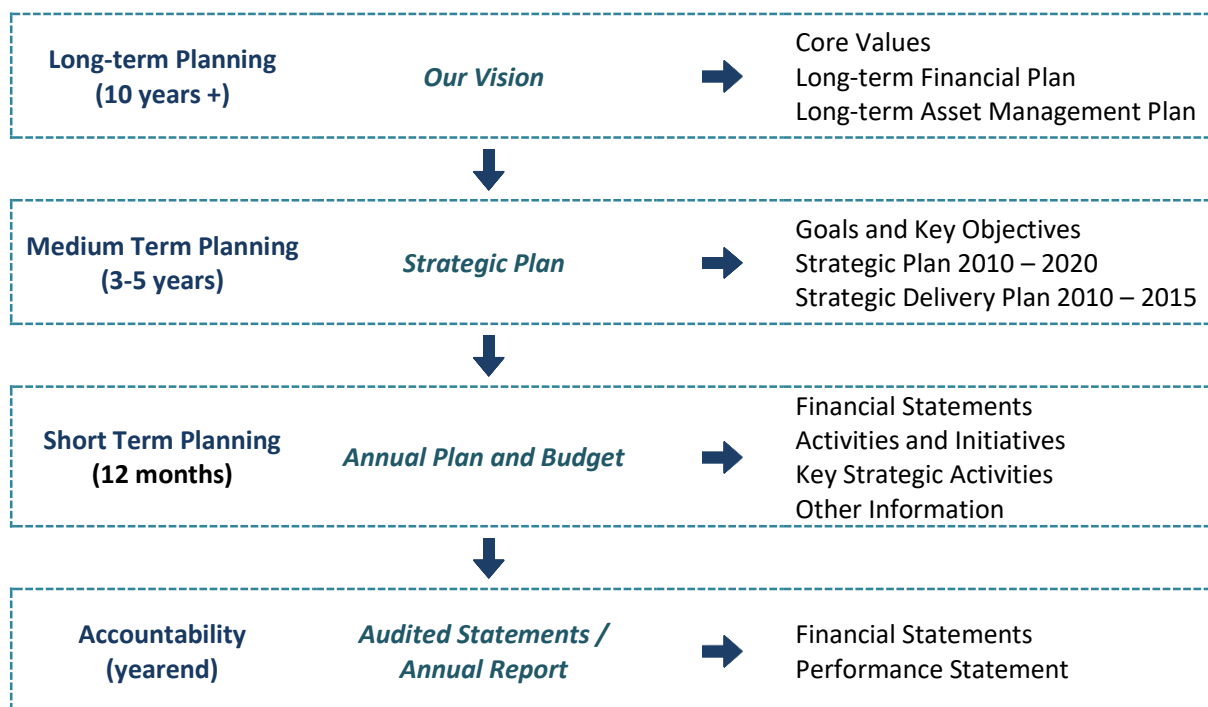 Long-term Planning
(10 years +)
Our Vision
Core Values
Long-term Financial Plan
Long-term Asset Management Plan
Medium Term Planning
(3-5 years)
Strategic Plan
Goals and Key Objectives
Strategic Plan 2010 – 2020
Strategic Delivery Plan 2010 – 2015
Short Term Planning
(12 months)
Annual Plan and Budget
Financial Statements
Activities and Initiatives
Key Strategic Activities
Other Information
Accountability
(yearend)
Audited Statements /
Annual Report
Financial Statements
Performance Statement